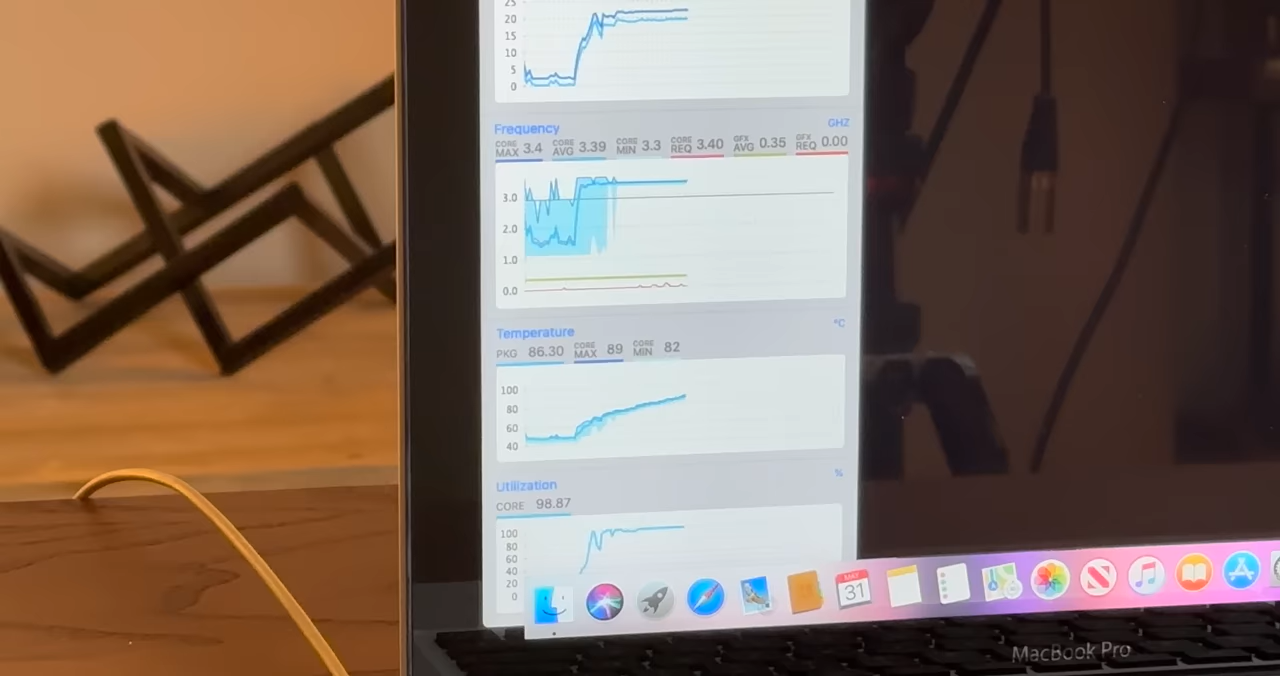 25
20
15
10
5
0
Frequency GHZ
CORE MAX 3.4 CORE AVG 3.39 CORE MIN 3.3 CORE REQ 3.40 GFX AVG 0.35 GFX REQ 0.00
3.0
2.0
1.0
0.0
Temperature °C
PKG 86.30 CORE MAX 89 CORE MIN 82
100
80
60
40
Utilization %
CORE 98.87
100
80
60
40
20
0
MAY
31
MacBook Pro